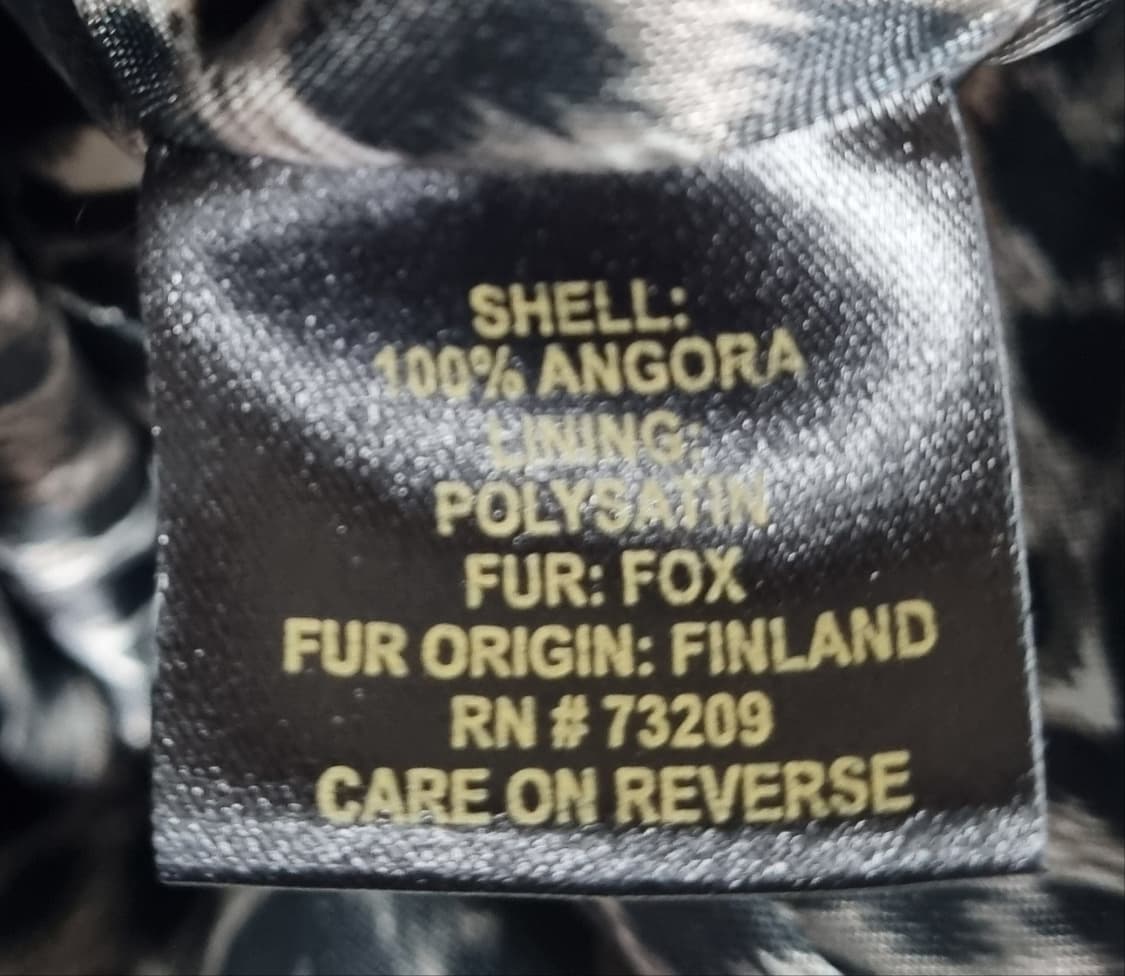 SHELL:
100% ANGORA
LINING:
POLYSATIN
FUR: FOX
FUR ORIGIN: FINLAND
RN # 73209
CARE ON REVERSE